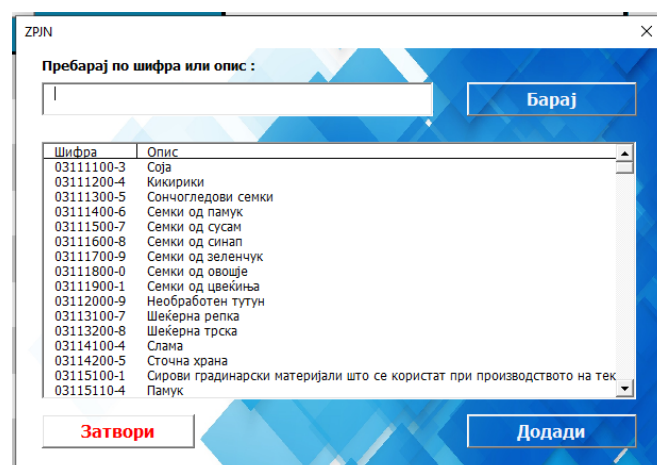 ZPJN
Пребарај по шифра или опис :
Барај
Шифра Опис
03111100-3 Соја
03111200-4 Кикирики
03111300-5 Сончогледови семки
03111400-6 Семки од памук
03111500-7 Семки од сусам
03111600-8 Семки од синап
03111700-9 Семки од зеленчук
03111800-0 Семки од овошје
03111900-1 Семки од цвеќиња
03112000-9 Необработен тутун
03113100-7 Шеќерна репка
03113200-8 Шеќерна трска
03114100-4 Слама
03114200-5 Сточна храна
03115100-1 Сирови градинарски материјали што се користат при производството на тек
03115110-4 Памук
Затвори
Додади